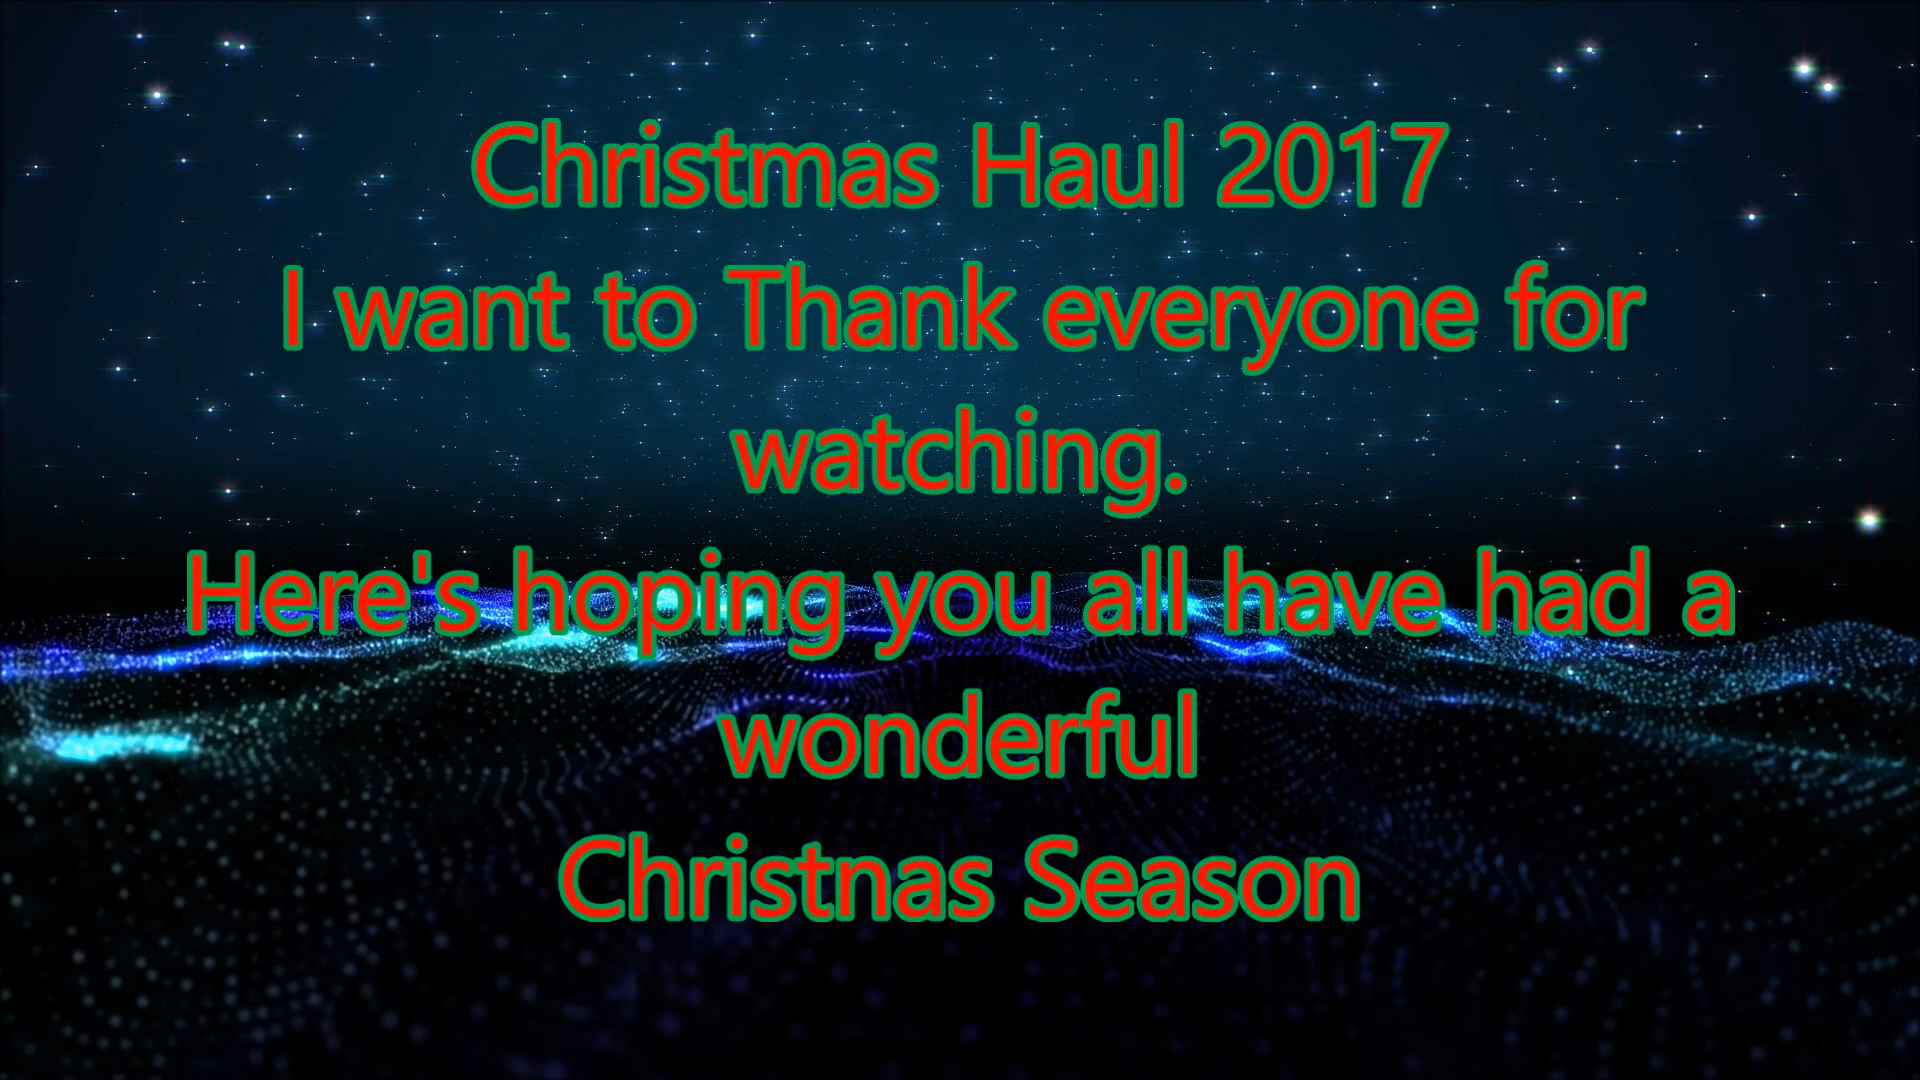 Christmas Haul 2017
I want to Thank everyone for
watching.
Here's hoping you all have had a
wonderful
Christnas Season